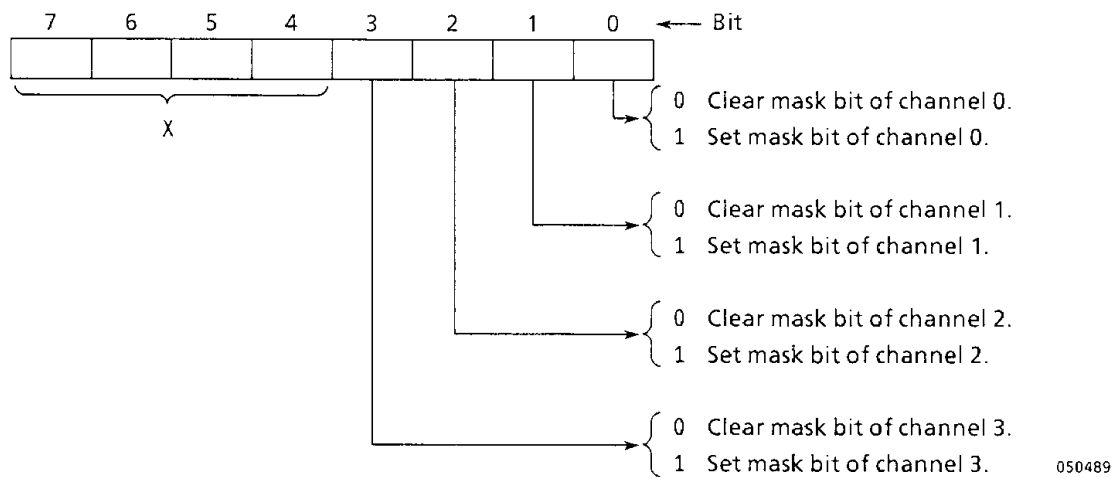 7 6 5 4 3 2 1 0 Bit
X
0 Clear mask bit of channel 0.
1 Set mask bit of channel 0.
0 Clear mask bit of channel 1.
1 Set mask bit of channel 1.
0 Clear mask bit of channel 2.
1 Set mask bit of channel 2.
0 Clear mask bit of channel 3.
1 Set mask bit of channel 3. 050489